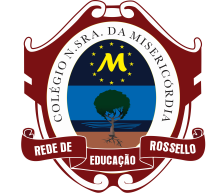 COLÉGIO N. SRA. DA MISERICÓRDIA
M
REDE DE EDUCAÇÃO ROSSELLO